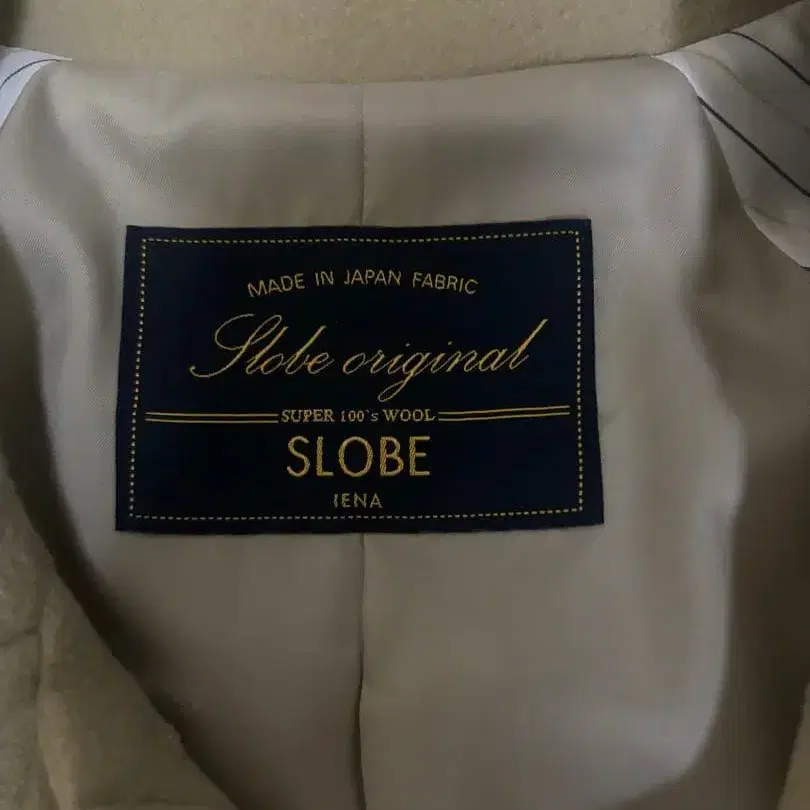 MADE IN JAPAN FABRIC
Slobe original
SUPER 100's WOOL
SLOBE
IENA